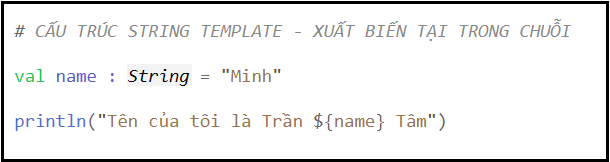 # CẤU TRÚC STRING TEMPLATE - XUẤT BIẾN TẠI TRONG CHUỖI
val name : String = "Minh"
println("Tên của tôi là Trần ${name} Tâm")